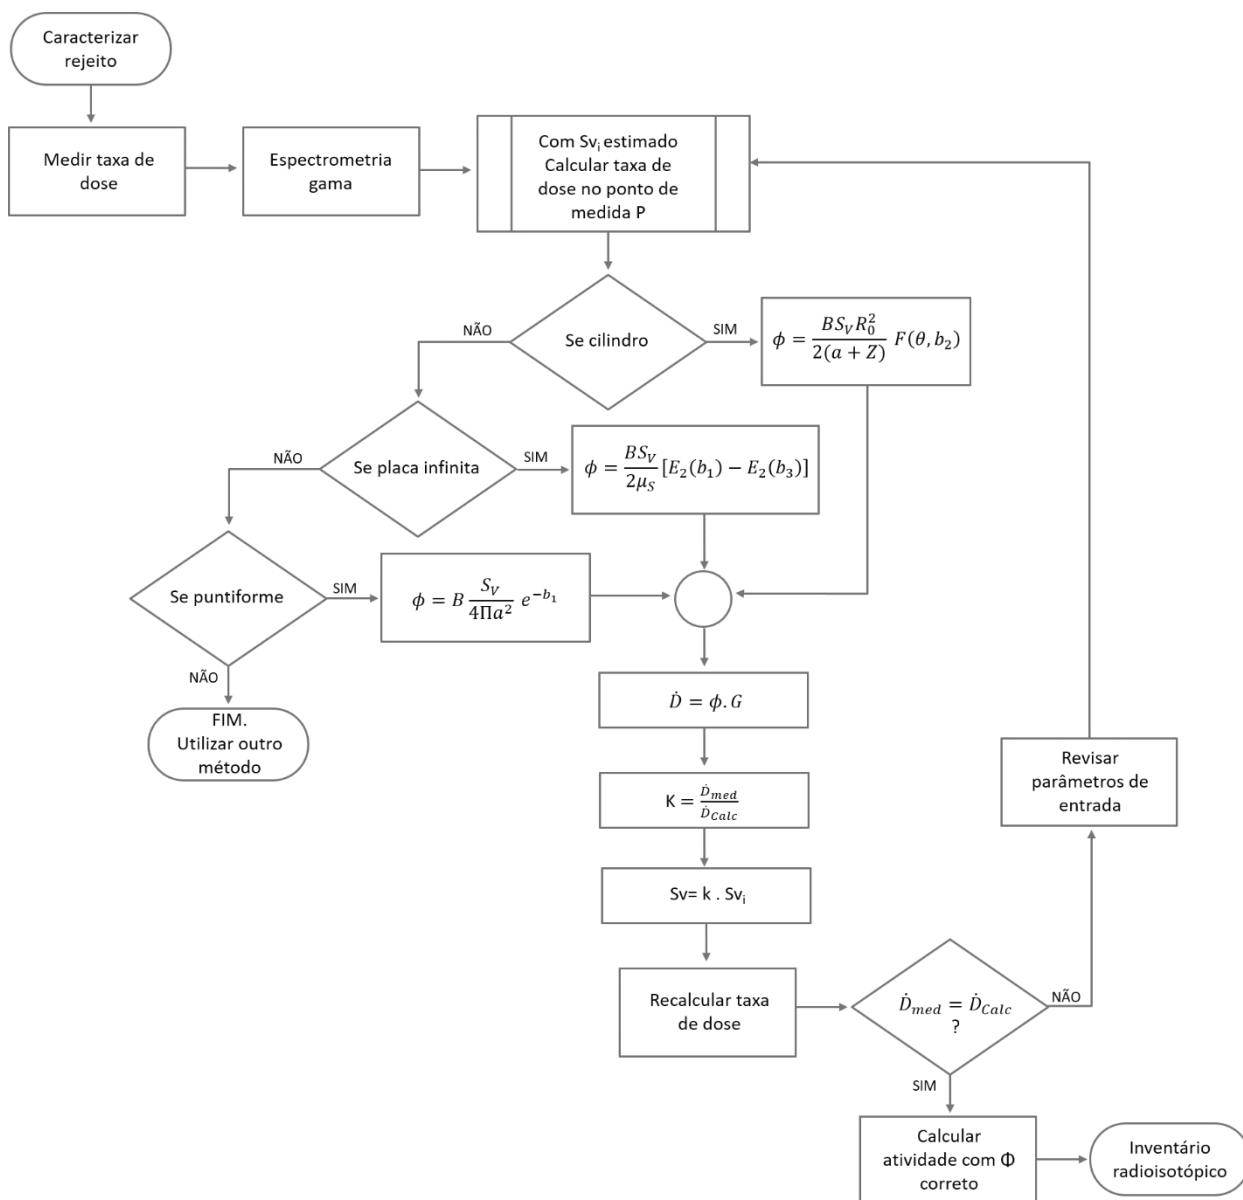 Caracterizar
rejeito
Medir taxa de
dose
Espectrometria
gama
Com Svᵢ estimado
Calcular taxa de
dose no ponto de
medida P
NÃO
Se cilindro
SIM
ϕ = BS_V R_0^2 / 2(a + Z) F(θ, b_2)
NÃO
Se placa infinita
SIM
ϕ = BS_V / 2μ_S [E_2(b_1) − E_2(b_3)]
Se puntiforme
SIM
ϕ = B S_V / 4Πa^2 e^{−b_1}
NÃO
FIM.
Utilizar outro
método
Ḋ = ϕ. G
K = Ḋ_med / Ḋ_Calc
Sv= k . Svᵢ
Recalcular taxa
de dose
Ḋ_med = Ḋ_Calc
?
NÃO
Revisar
parâmetros de
entrada
SIM
Calcular
atividade com Φ
correto
Inventário
radioisotópico